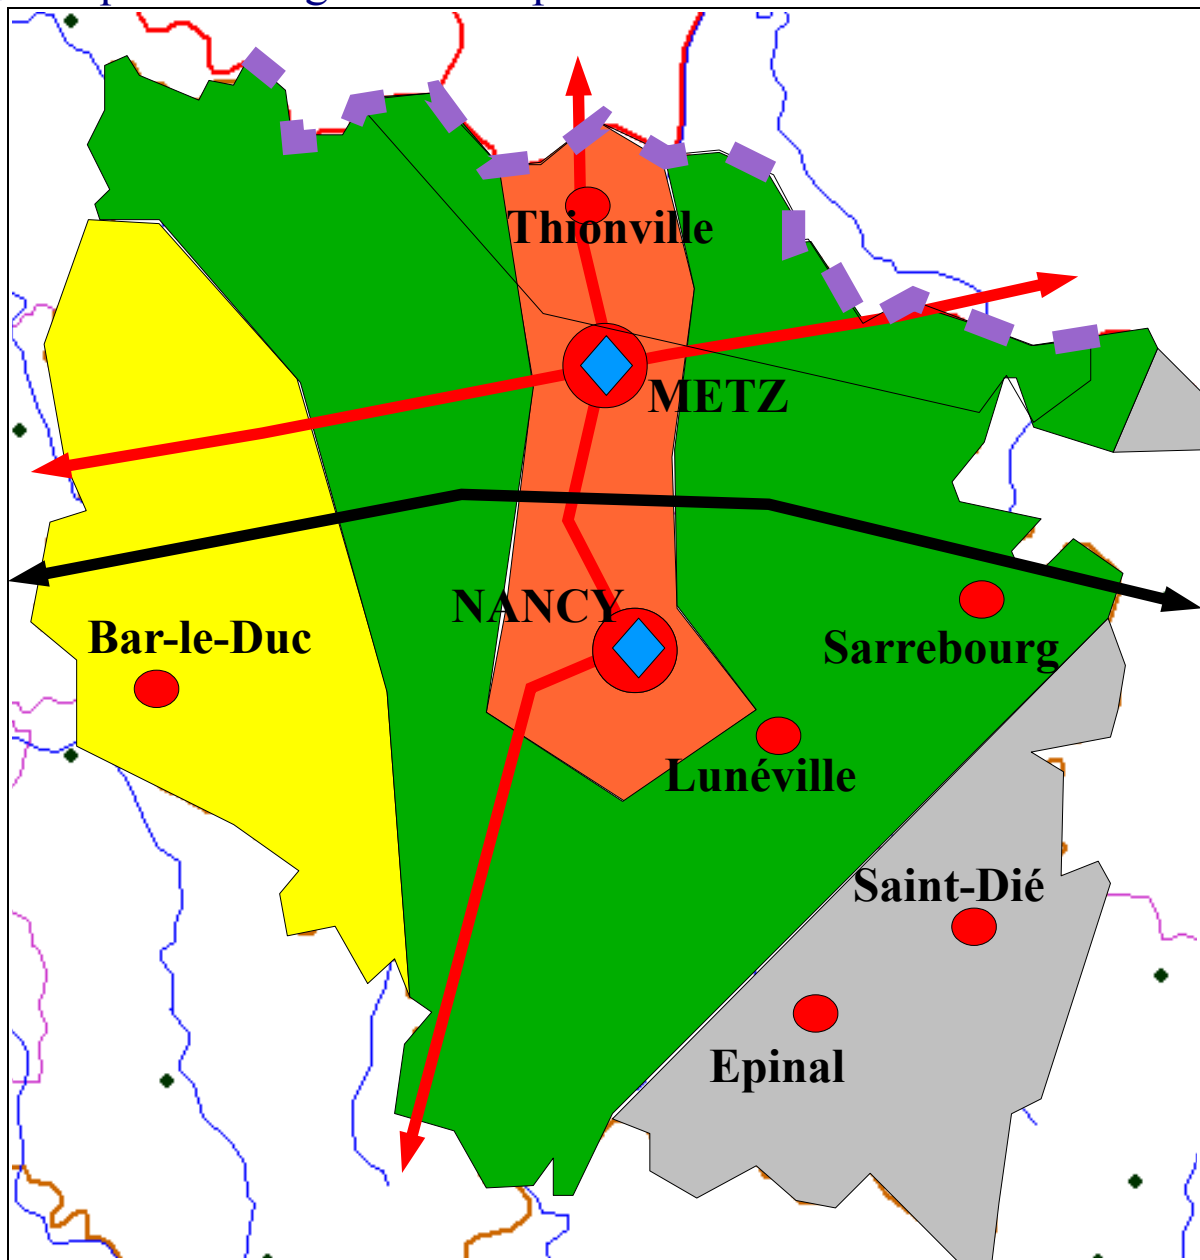 Thionville
METZ
NANCY
Bar-le-Duc
Sarrebourg
Lunéville
Saint-Dié
Epinal